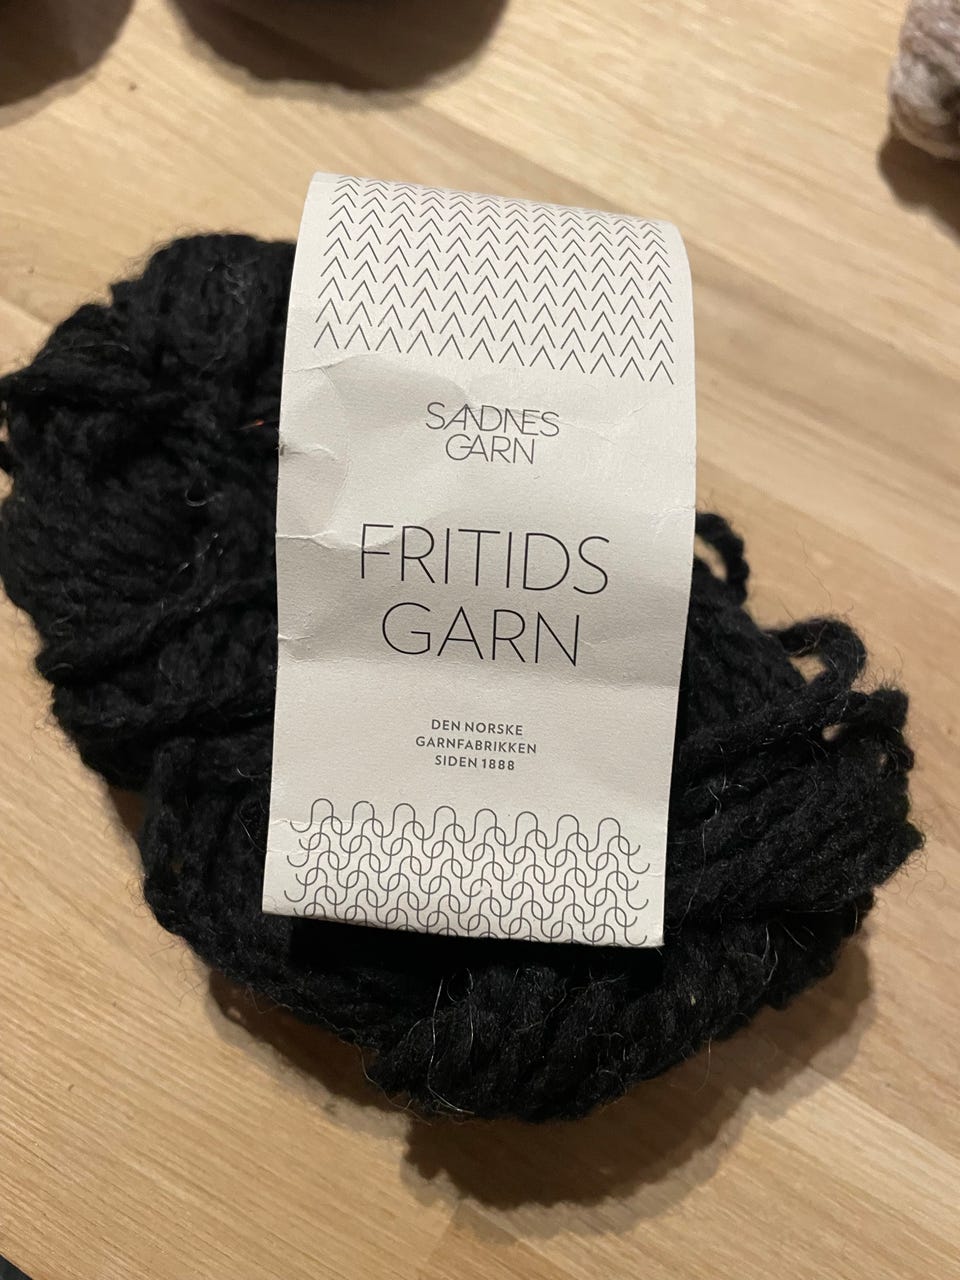 SANDNES
GARN
FRITIDS
GARN
DEN NORSKE
GARNFABRIKKEN
SIDEN 1888